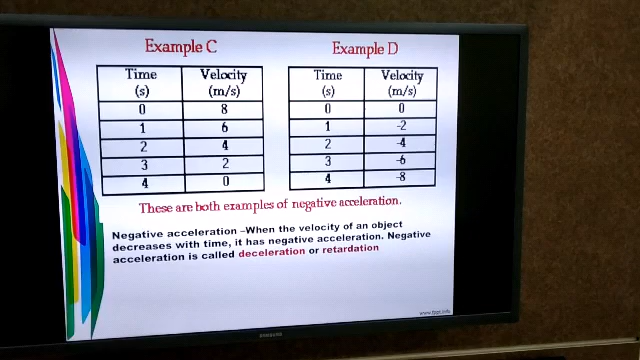 Example C Example D
Time Velocity Time Velocity
(s) (m/s) (s) (m/s)
0 8 0 0
1 6 1 -2
2 4 2 -4
3 2 3 -6
4 0 4 -8
These are both examples of negative acceleration.
Negative acceleration –When the velocity of an object
decreases with time, it has negative acceleration. Negative
acceleration is called deceleration or retardation
SAMSUNG